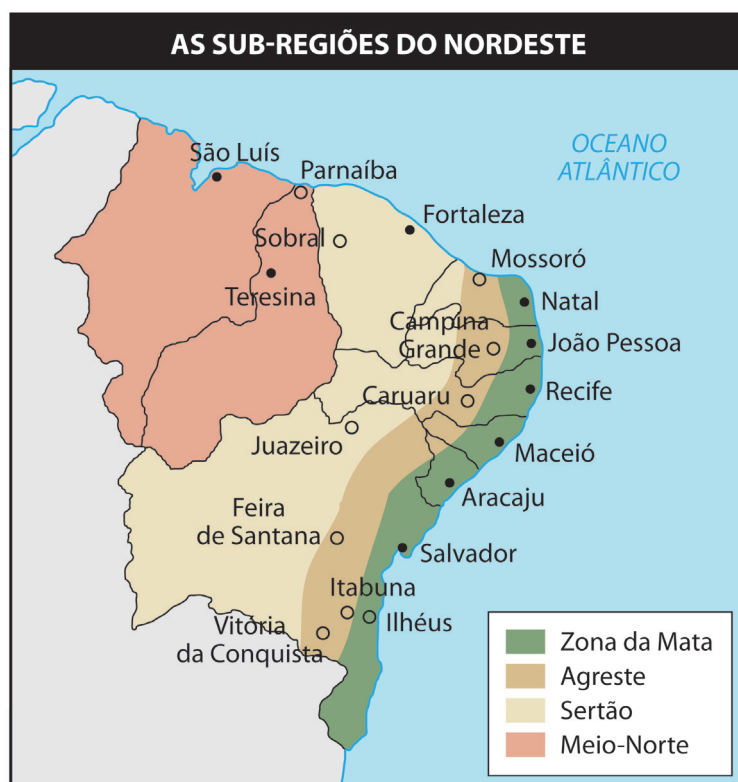 AS SUB-REGIÕES DO NORDESTE
OCEANO
ATLÂNTICO
São Luís
Parnaíba
Fortaleza
Sobral
Mossoró
Teresina
Natal
Campina
Grande
João Pessoa
Caruaru
Recife
Juazeiro
Maceió
Aracaju
Feira
de Santana
Salvador
Itabuna
Ilhéus
Vitória
da Conquista
Zona da Mata
Agreste
Sertão
Meio-Norte